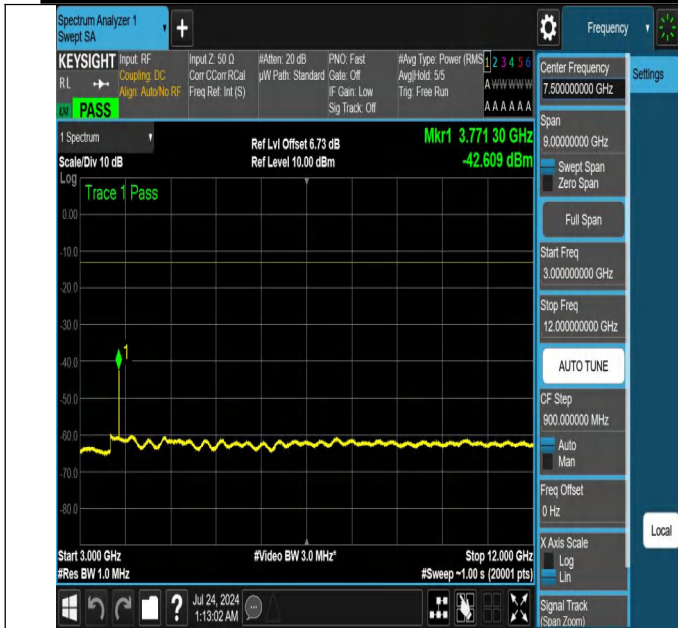 Spectrum Analyzer 1
Swept SA
+
Frequency
KEYSIGHT
RL
PASS
Input: RF
Coupling: DC
Align: Auto/No RF
Input Z: 50 Ω
Corr CCorr RCal
Freq Ref: Int (S)
#Atten: 20 dB
µW Path: Standard
PNO: Fast
Gate: Off
IF Gain: Low
Sig Track: Off
#Avg Type: Power (RMS
Avg|Hold: 5/5
Trig: Free Run
1 2 3 4 5 6
A W W W W W
A A A A A A
1 Spectrum
Scale/Div 10 dB
Ref Lvl Offset 6.73 dB
Ref Level 10.00 dBm
Mkr1 3.771 30 GHz
-42.609 dBm
Log
Trace 1 Pass
0.00
-10.0
-20.0
-30.0
-40.0
-50.0
-60.0
-70.0
-80.0
1
Start 3.000 GHz
#Res BW 1.0 MHz
#Video BW 3.0 MHz*
Stop 12.000 GHz
#Sweep ~1.00 s (20001 pts)
Jul 24, 2024
1:13:02 AM
?
Center Frequency
7.500000000 GHz
Settings
Span
9.00000000 GHz
Swept Span
Zero Span
Full Span
Start Freq
3.000000000 GHz
Stop Freq
12.000000000 GHz
AUTO TUNE
CF Step
900.000000 MHz
Auto
Man
Freq Offset
0 Hz
X Axis Scale
Log
Lin
Local
Signal Track
(Span Zoom)